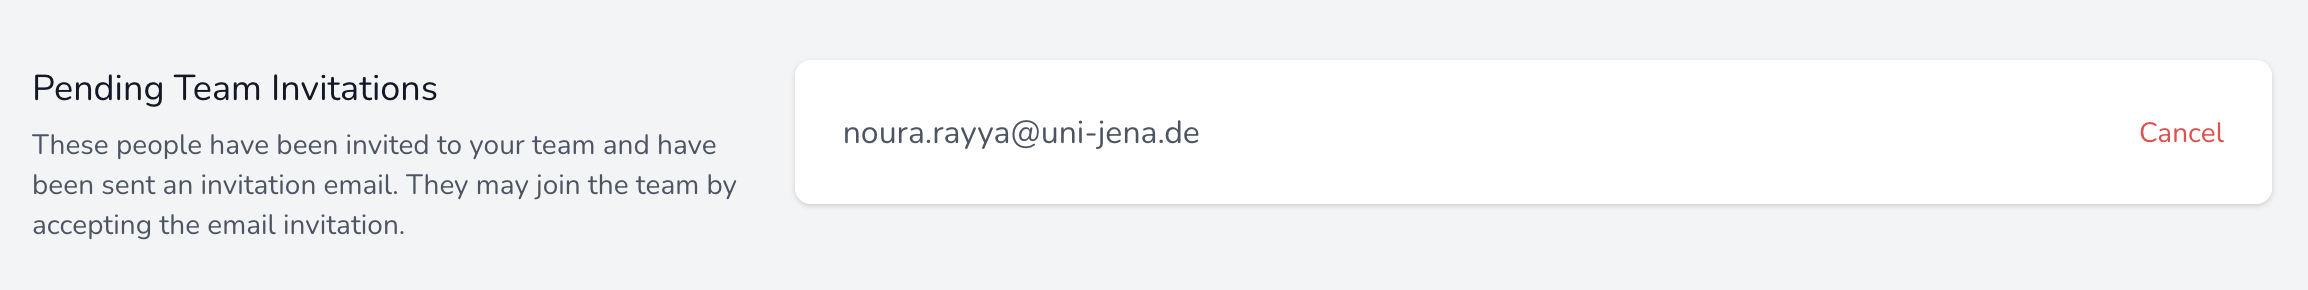 Pending Team Invitations
These people have been invited to your team and have
been sent an invitation email. They may join the team by
accepting the email invitation.
noura.rayya@uni-jena.de
Cancel